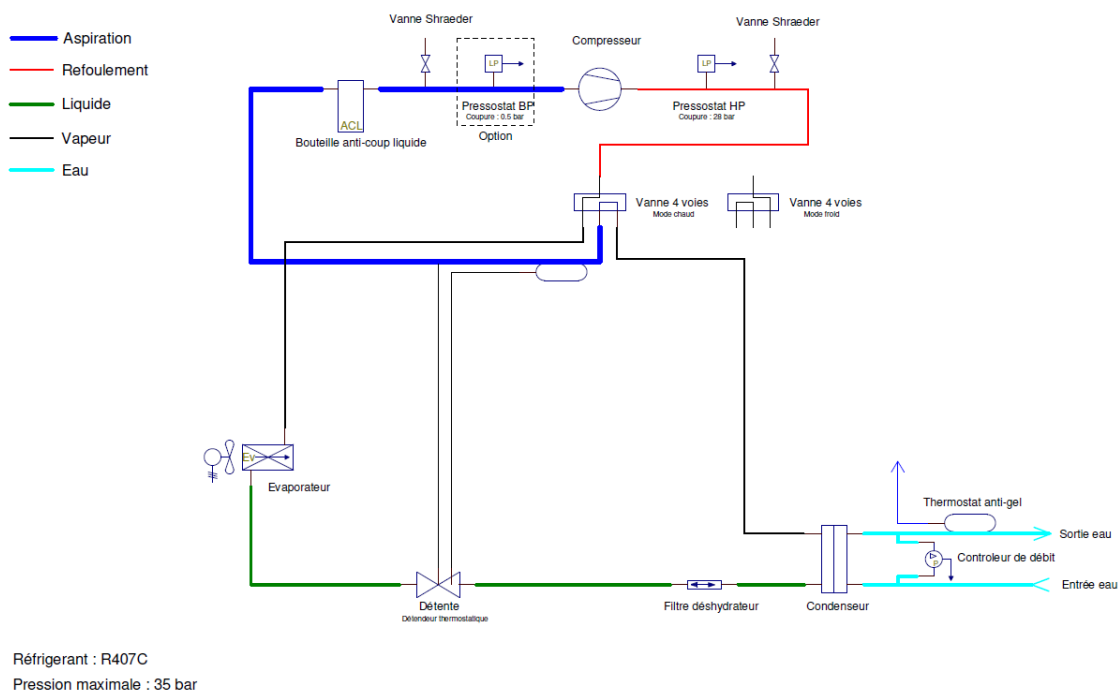 Vanne Shraeder
Vanne Shraeder
Aspiration
Compresseur
LP
LP
Refoulement
Pressostat BP
Coupure : 0.5 bar
Pressostat HP
Coupure : 28 bar
Liquide
ACL
Option
Bouteille anti-coup liquide
Vapeur
Eau
Vanne 4 voies
Mode chaud
Vanne 4 voies
Mode froid
EV
Evaporateur
Thermostat anti-gel
Sortie eau
Controleur de débit
P
Entrée eau
Détente
Détendeur thermostatique
Filtre déshydrateur
Condenseur
Réfrigerant : R407C
Pression maximale : 35 bar